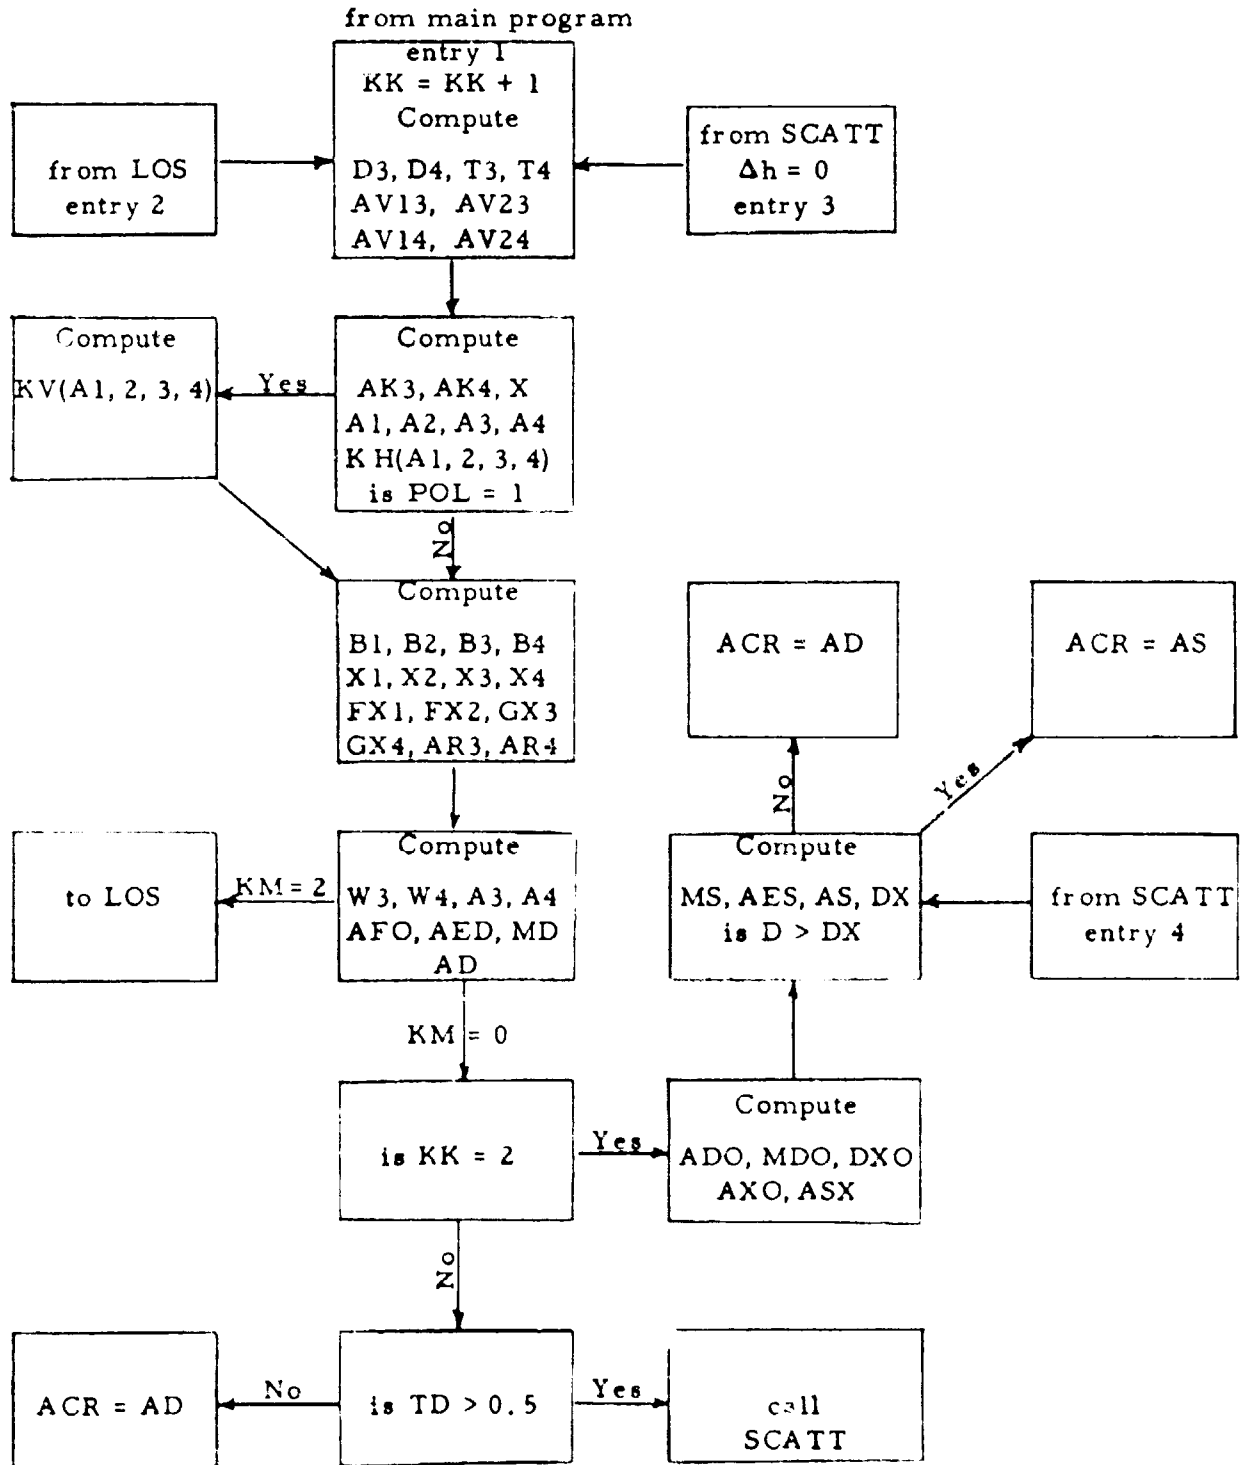 from main program
entry 1
KK = KK + 1
Compute
D3, D4, T3, T4
AV13, AV23
AV14, AV24
from LOS
entry 2
from SCATT
Δh = 0
entry 3
Compute
KV(A1, 2, 3, 4)
Yes
Compute
AK3, AK4, X
A1, A2, A3, A4
KH(A1, 2, 3, 4)
is POL = 1
No
Compute
B1, B2, B3, B4
X1, X2, X3, X4
FX1, FX2, GX3
GX4, AR3, AR4
ACR = AD
ACR = AS
No
Yes
to LOS
KM = 2
Compute
W3, W4, A3, A4
AFO, AED, MD
AD
Compute
MS, AES, AS, DX
is D > DX
from SCATT
entry 4
KM = 0
is KK = 2
Yes
Compute
ADO, MDO, DXO
AXO, ASX
No
ACR = AD
No
is TD > 0.5
Yes
call
SCATT